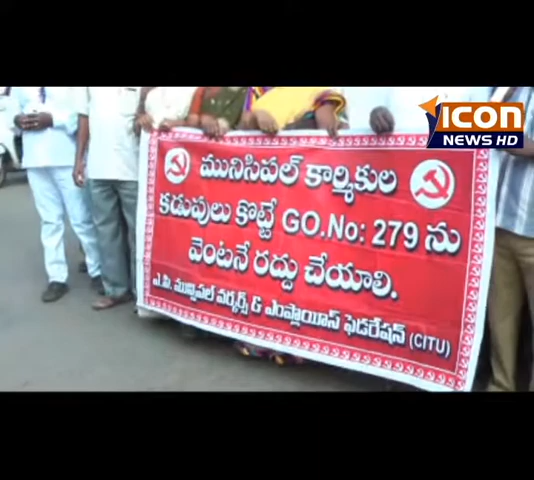 icon
NEWS HD
మునిసిపల్ కార్మికుల
కడుపులు కొట్టే GO.No: 279 ను
వెంటనే రద్దు చేయాలి.
ఎ.పి. మున్సిపల్ వర్కర్స్ & ఎంప్లాయీస్ ఫెడరేషన్ (CITU)